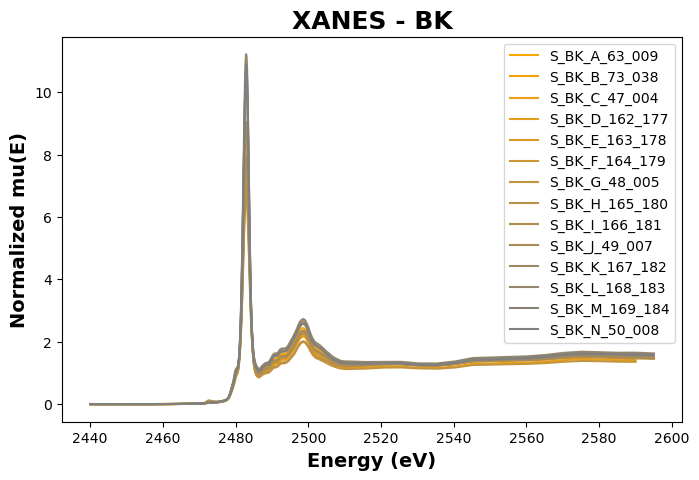 XANES - BK
Normalized mu(E)
10
8
6
4
2
0
S_BK_A_63_009
S_BK_B_73_038
S_BK_C_47_004
S_BK_D_162_177
S_BK_E_163_178
S_BK_F_164_179
S_BK_G_48_005
S_BK_H_165_180
S_BK_I_166_181
S_BK_J_49_007
S_BK_K_167_182
S_BK_L_168_183
S_BK_M_169_184
S_BK_N_50_008
2440 2460 2480 2500 2520 2540 2560 2580 2600
Energy (eV)